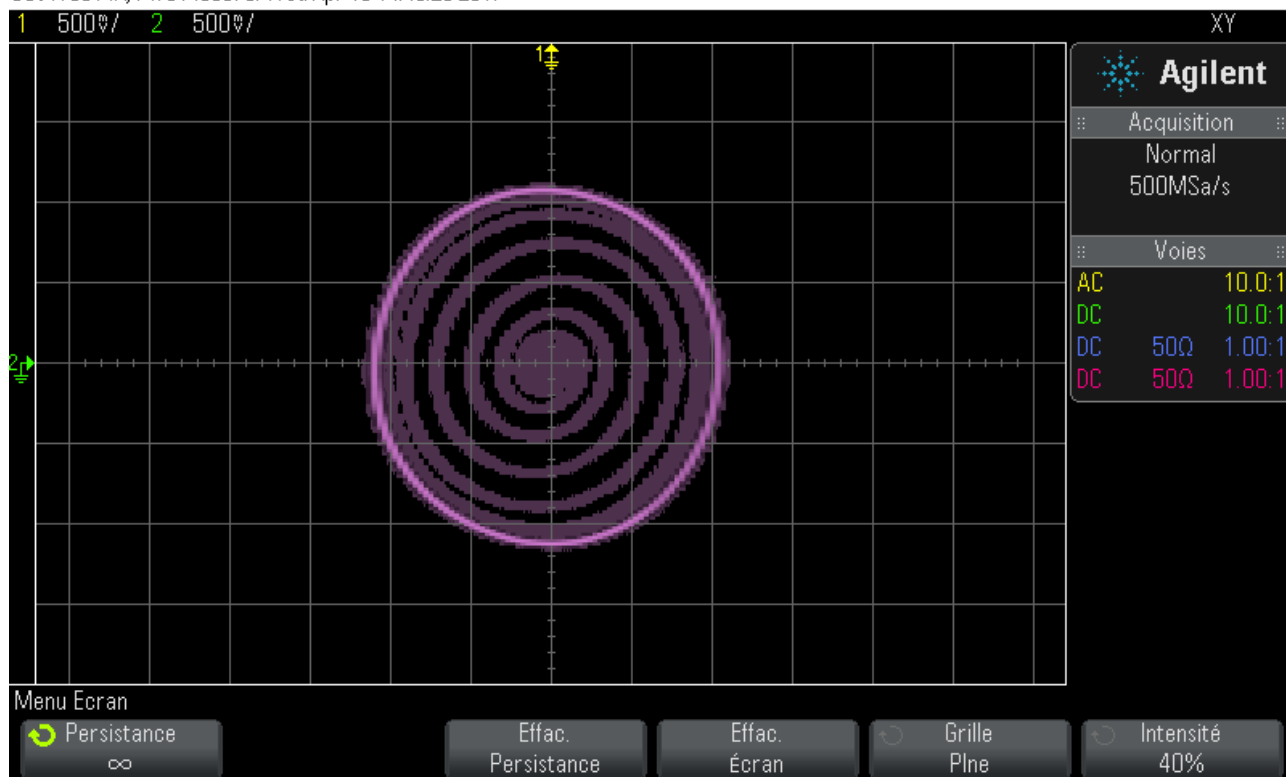 1 500mV/ 2 500mV/ XY
1
2
Agilent
Acquisition
Normal
500MSa/s
Voies
AC 10.0:1
DC 10.0:1
DC 50Ω 1.00:1
DC 50Ω 1.00:1
Menu Ecran
Persistance
∞
Effac.
Persistance
Effac.
Écran
Grille
Plne
Intensité
40%